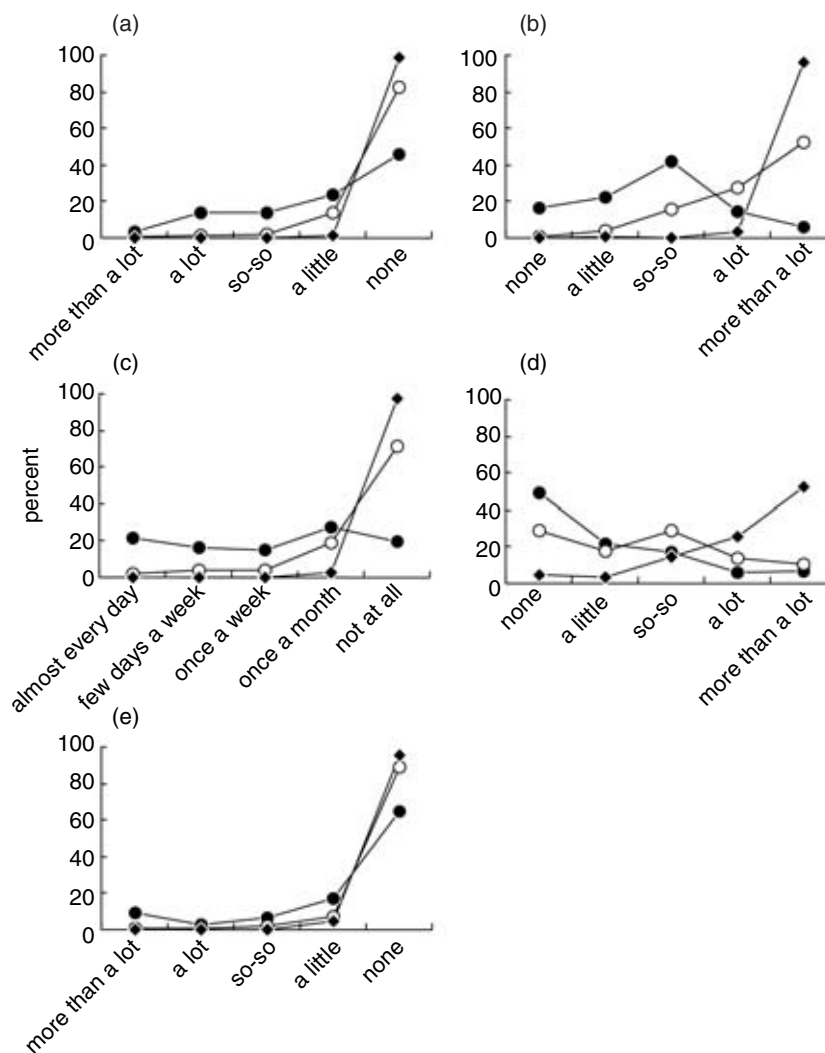 (a)
100
80
60
40
20
0
more than a lot
a lot
so-so
a little
none
(b)
100
80
60
40
20
0
none
a little
so-so
a lot
more than a lot
(c)
percent
100
80
60
40
20
0
almost every day
few days a week
once a week
once a month
not at all
(d)
100
80
60
40
20
0
none
a little
so-so
a lot
more than a lot
(e)
100
80
60
40
20
0
more than a lot
a lot
so-so
a little
none